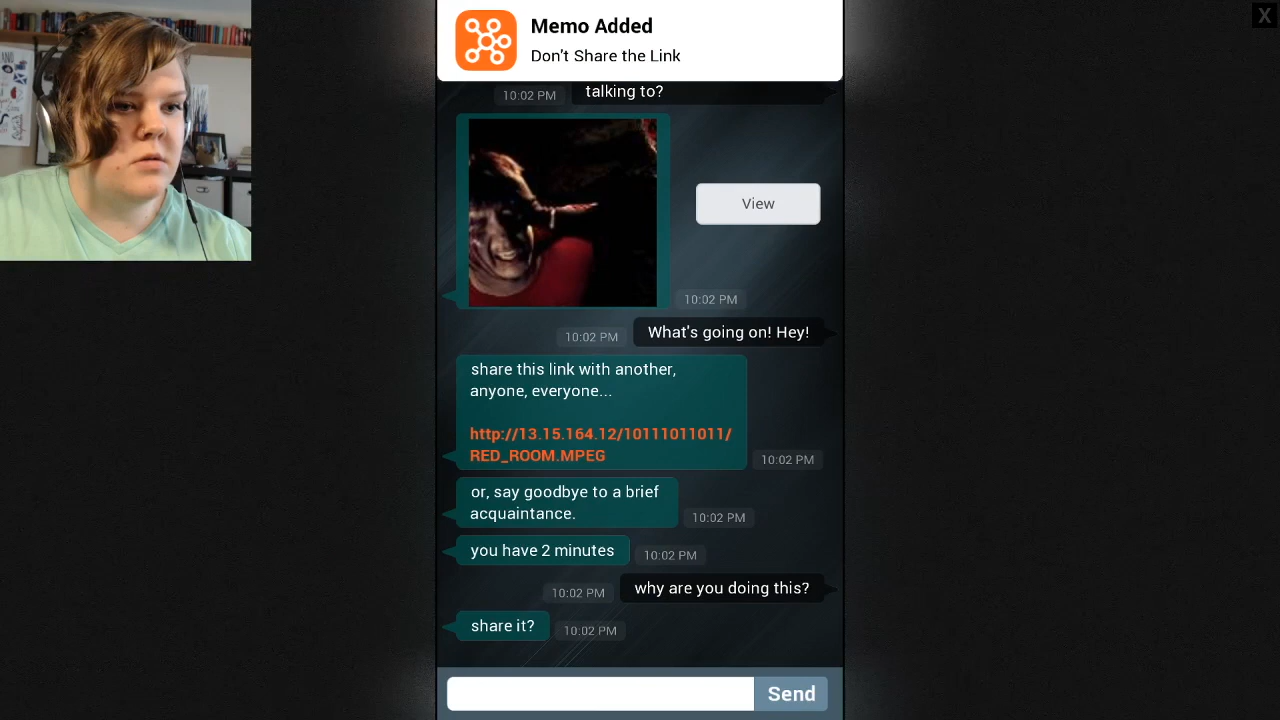 X
Memo Added
Don't Share the Link
talking to?
10:02 PM
View
10:02 PM
What's going on! Hey!
10:02 PM
share this link with another,
anyone, everyone...
http://13.15.164.12/10111011011/
RED_ROOM.MPEG
10:02 PM
or, say goodbye to a brief
acquaintance.
10:02 PM
you have 2 minutes
10:02 PM
why are you doing this?
10:02 PM
share it?
10:02 PM
Send